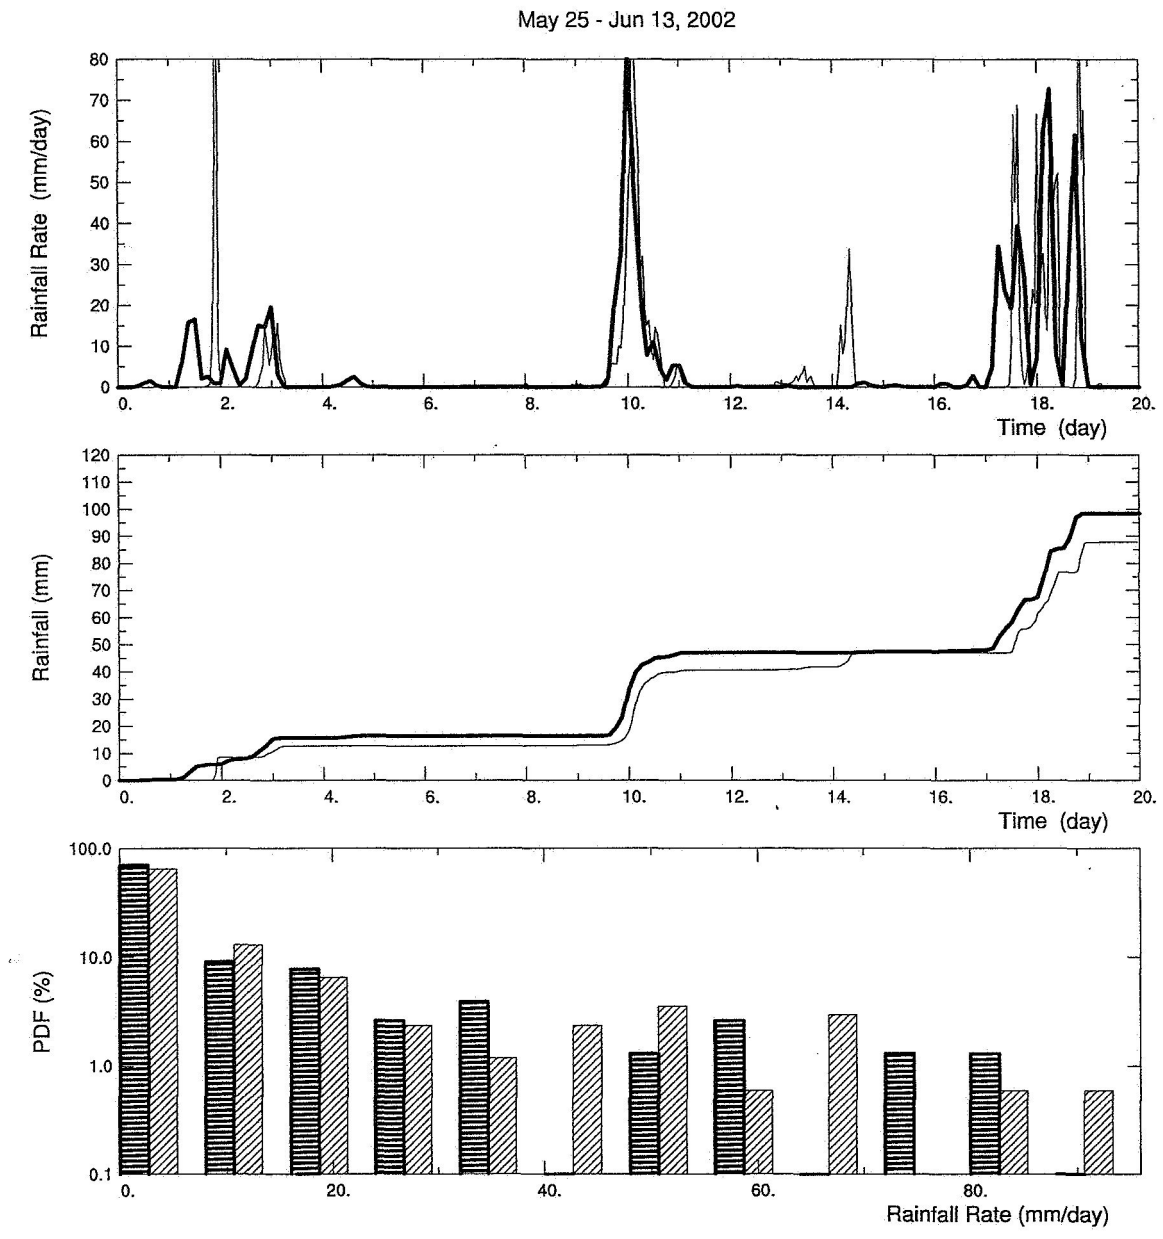 May 25 - Jun 13, 2002
80
70
60
50
40
30
20
10
0
Rainfall Rate (mm/day)
0. 2. 4. 6. 8. 10. 12. 14. 16. 18. 20.
Time (day)
120
110
100
90
80
70
60
50
40
30
20
10
0
Rainfall (mm)
0. 2. 4. 6. 8. 10. 12. 14. 16. 18. 20.
Time (day)
100.0
10.0
1.0
0.1
PDF (%)
0. 20. 40. 60. 80.
Rainfall Rate (mm/day)